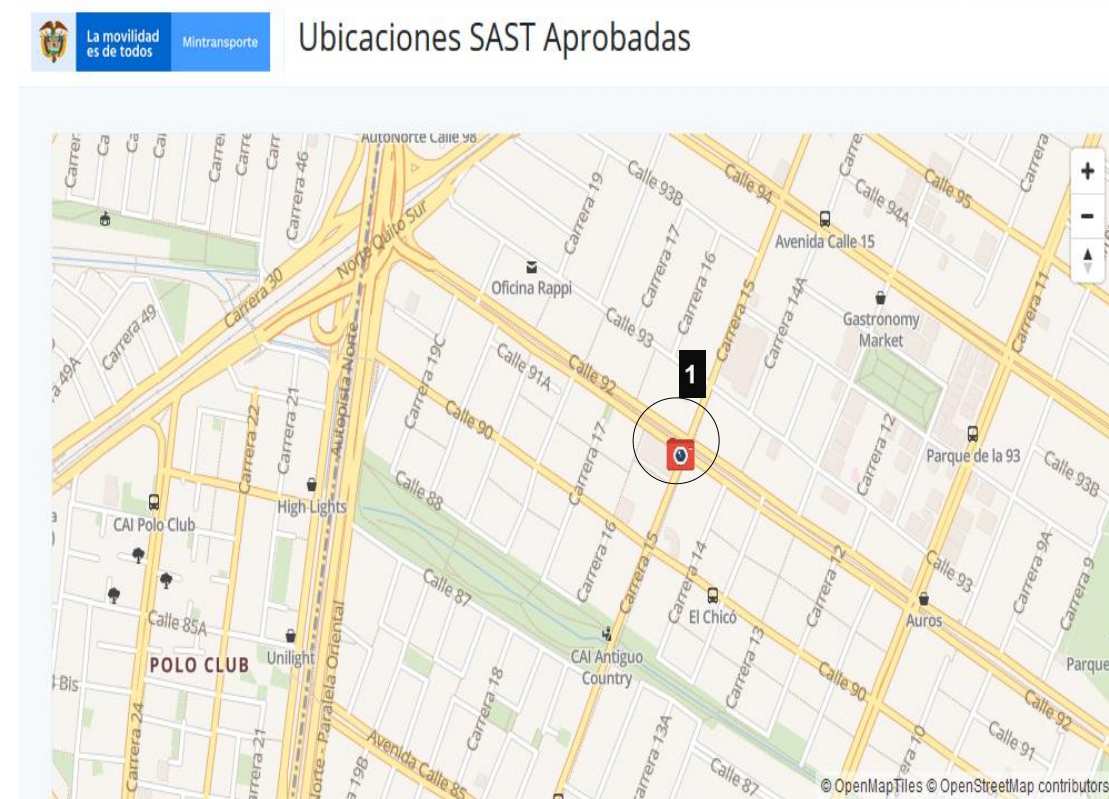 La movilidad
es de todos
Mintransporte
Ubicaciones SAST Aprobadas
AutoNorte Calle 98
Carrera 46
Carrera 19
Calle 93B
Calle 94
Calle 95
Calle 94A
Avenida Calle 15
Norte Quito Sur
Carrera 30
Oficina Rappi
Carrera 17
Carrera 16
Carrera 15
Carrera 14A
Carrera 11
Gastronomy
Market
Carrera 49
Calle 93
Calle 91A
Calle 92
Carrera 19C
1
Autopista Norte
Carrera 22
Carrera 21
Calle 90
Carrera 17
Carrera 12
Parque de la 93
Calle 93B
High Lights
CAI Polo Club
Calle 88
Carrera 16
Carrera 15
Carrera 14
Carrera 12
Calle 93
Carrera 9A
Carrera 9
Calle 87
El Chicó
Auros
Calle 85A
POLO CLUB
Unilight
Norte - Paralela Oriental
CAI Antiguo
Country
Carrera 13
Calle 90
Parque
Calle 92
Calle 91
Carrera 24
Carrera 21
Carrera 18
Avenida Calle 85
Carrera 13A
Calle 87
© OpenMapTiles © OpenStreetMap contributors